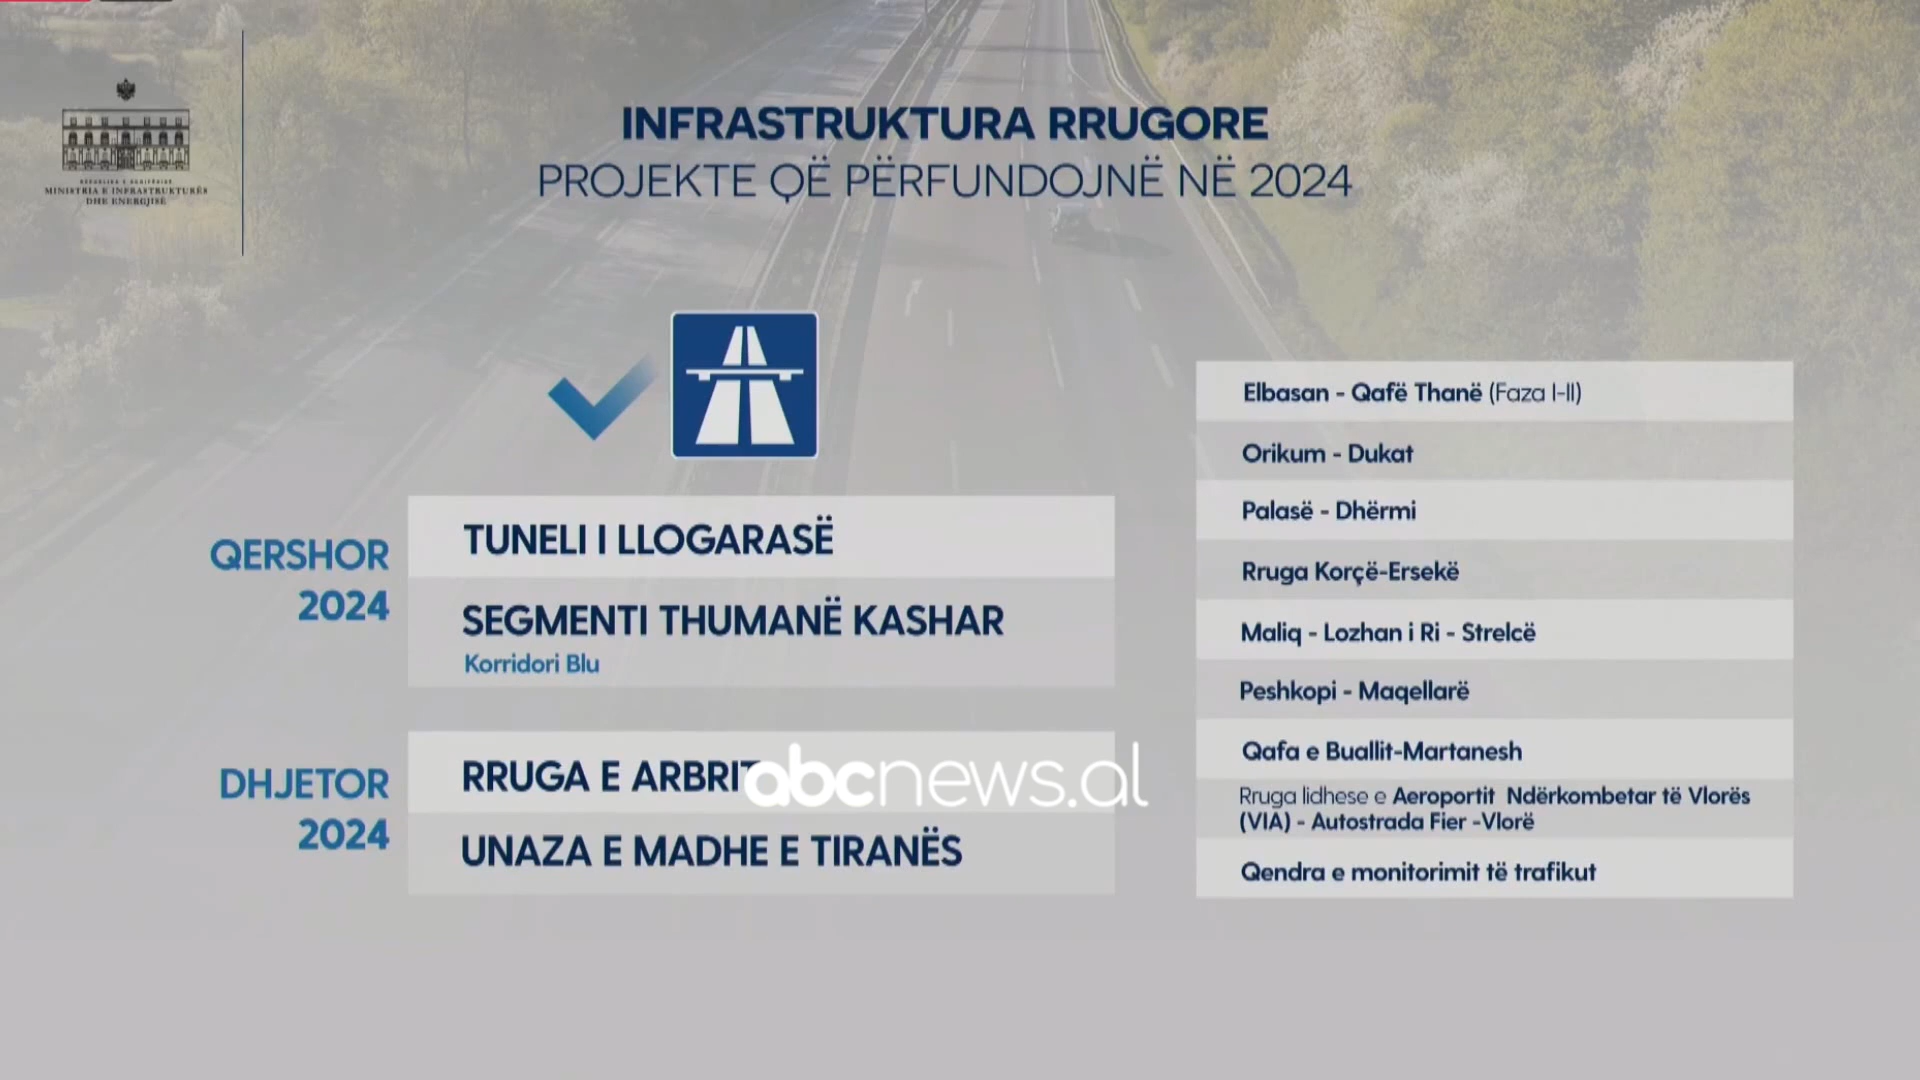 REPUBLIKA E SHQIPËRISË
MINISTRIA E INFRASTRUKTURËS
DHE ENERGJISË
INFRASTRUKTURA RRUGORE
PROJEKTE QË PËRFUNDOJNË NË 2024
QERSHOR
2024
TUNELI I LLOGARASË
SEGMENTI THUMANË KASHAR
Korridori Blu
DHJETOR
2024
RRUGA E ARBRIT
abcnews.al
UNAZA E MADHE E TIRANËS
Elbasan - Qafë Thanë (Faza I-II)
Orikum - Dukat
Palasë - Dhërmi
Rruga Korçë-Ersekë
Maliq - Lozhan i Ri - Strelcë
Peshkopi - Maqellarë
Qafa e Buallit-Martanesh
Rruga lidhese e Aeroportit Ndërkombetar të Vlorës
(VIA) - Autostrada Fier -Vlorë
Qendra e monitorimit të trafikut